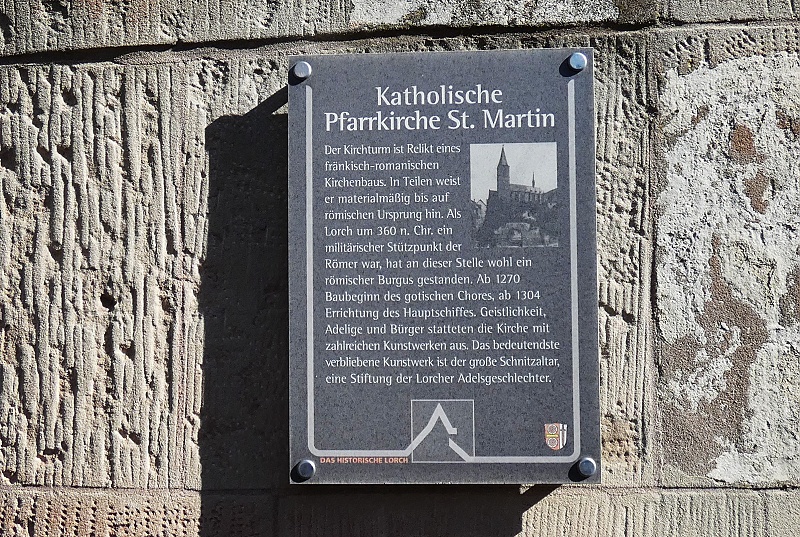 Katholische
Pfarrkirche St. Martin
Der Kirchturm ist Relikt eines
fränkisch-romanischen
Kirchenbaus. In Teilen weist
er materialmäßig bis auf
römischen Ursprung hin. Als
Lorch um 360 n. Chr. ein
militärischer Stützpunkt der
Römer war, hat an dieser Stelle wohl ein
römischer Burgus gestanden. Ab 1270
Baubeginn des gotischen Chores, ab 1304
Errichtung des Hauptschiffes. Geistlichkeit,
Adelige und Bürger statteten die Kirche mit
zahlreichen Kunstwerken aus. Das bedeutendste
verbliebene Kunstwerk ist der große Schnitzaltar,
eine Stiftung der Lorcher Adelsgeschlechter.
DAS HISTORISCHE LORCH